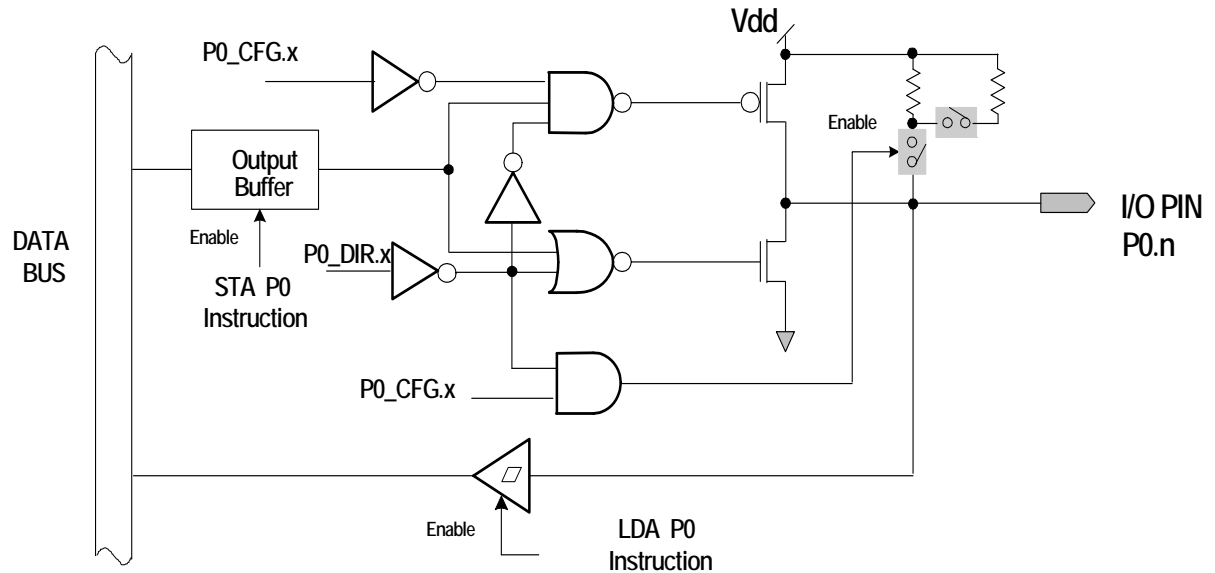 Vdd
P0_CFG.x
Enable
Output
Buffer
I/O PIN
P0.n
DATA
BUS
Enable
P0_DIR.x
STA P0
Instruction
P0_CFG.x
Enable
LDA P0
Instruction